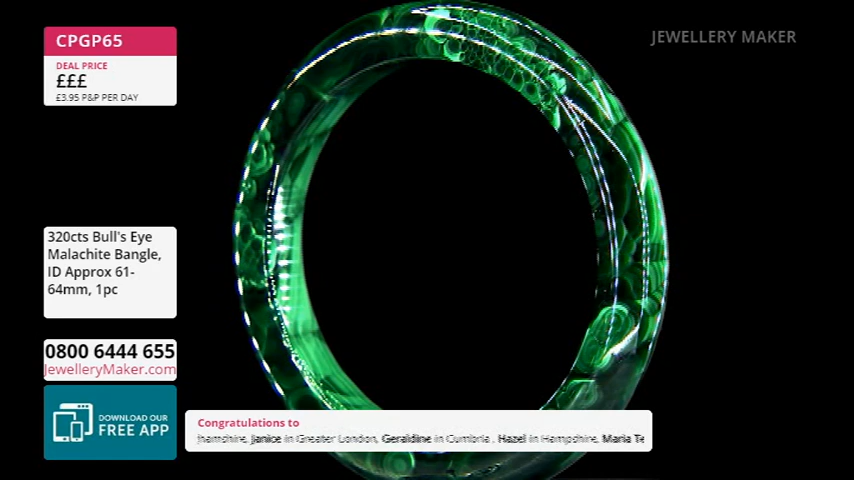 CPGP65
DEAL PRICE
£££
£3.95 P&P PER DAY
JEWELLERY MAKER
320cts Bull's Eye
Malachite Bangle,
ID Approx 61-
64mm, 1pc
0800 6444 655
JewelleryMaker.com
DOWNLOAD OUR
FREE APP
Congratulations to
Janice in Greater London, Geraldine in Cumbria . Hazel in Hampshire, Maria